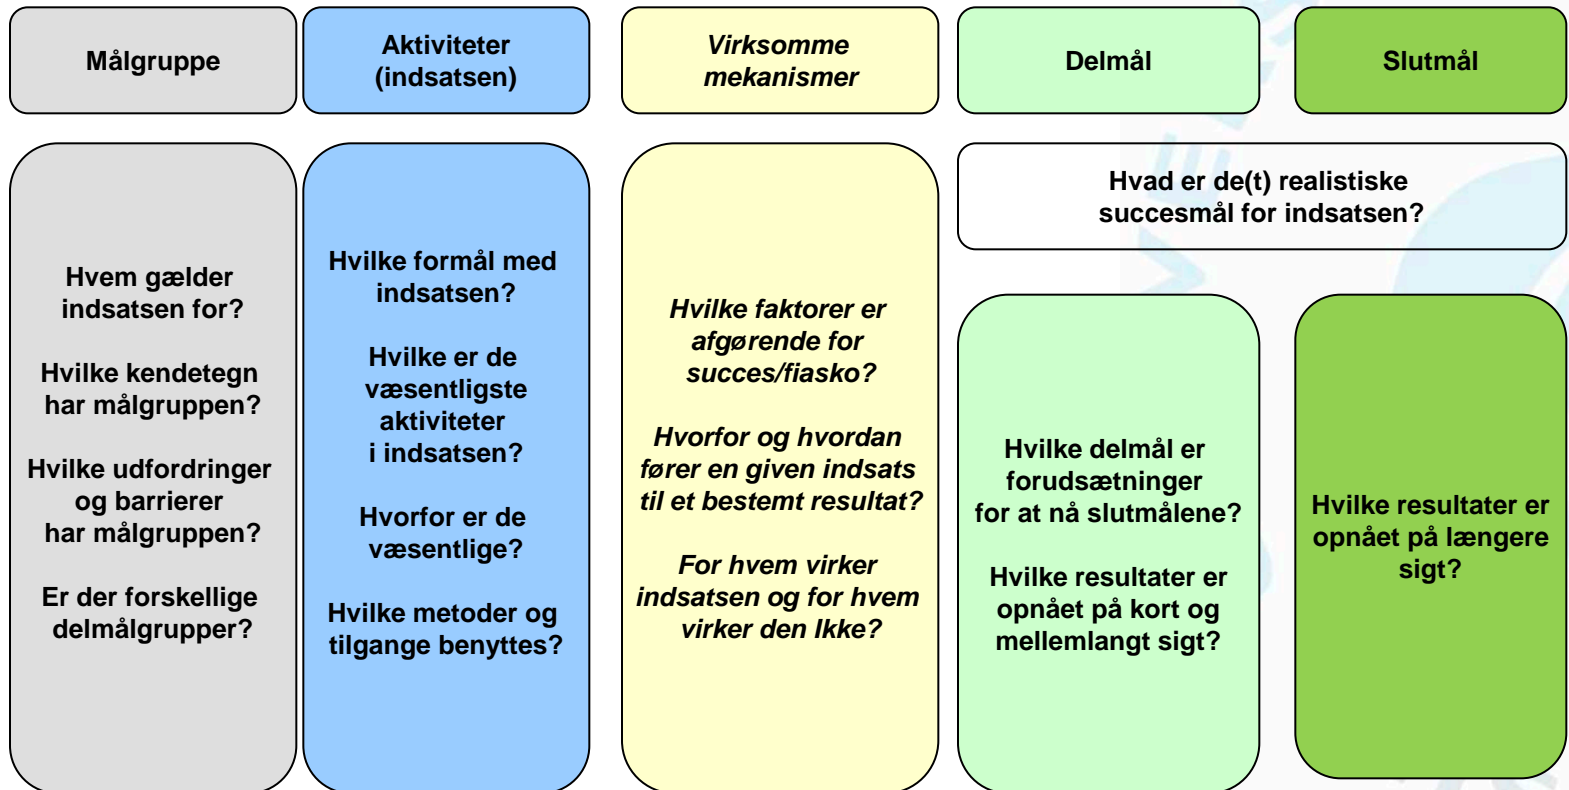 Målgruppe
Aktiviteter
(indsatsen)
Virksomme
mekanismer
Delmål
Slutmål
Hvem gælder
indsatsen for?
Hvilke kendetegn
har målgruppen?
Hvilke udfordringer
og barrierer
har målgruppen?
Er der forskellige
delmålgrupper?
Hvilke formål med
indsatsen?
Hvilke er de
væsentligste
aktiviteter
i indsatsen?
Hvorfor er de
væsentlige?
Hvilke metoder og
tilgange benyttes?
Hvilke faktorer er
afgørende for
succes/fiasko?
Hvorfor og hvordan
fører en given indsats
til et bestemt resultat?
For hvem virker
indsatsen og for hvem
virker den Ikke?
Hvad er de(t) realistiske
succesmål for indsatsen?
Hvilke delmål er
forudsætninger
for at nå slutmålene?
Hvilke resultater er
opnået på kort og
mellemlangt sigt?
Hvilke resultater er
opnået på længere
sigt?